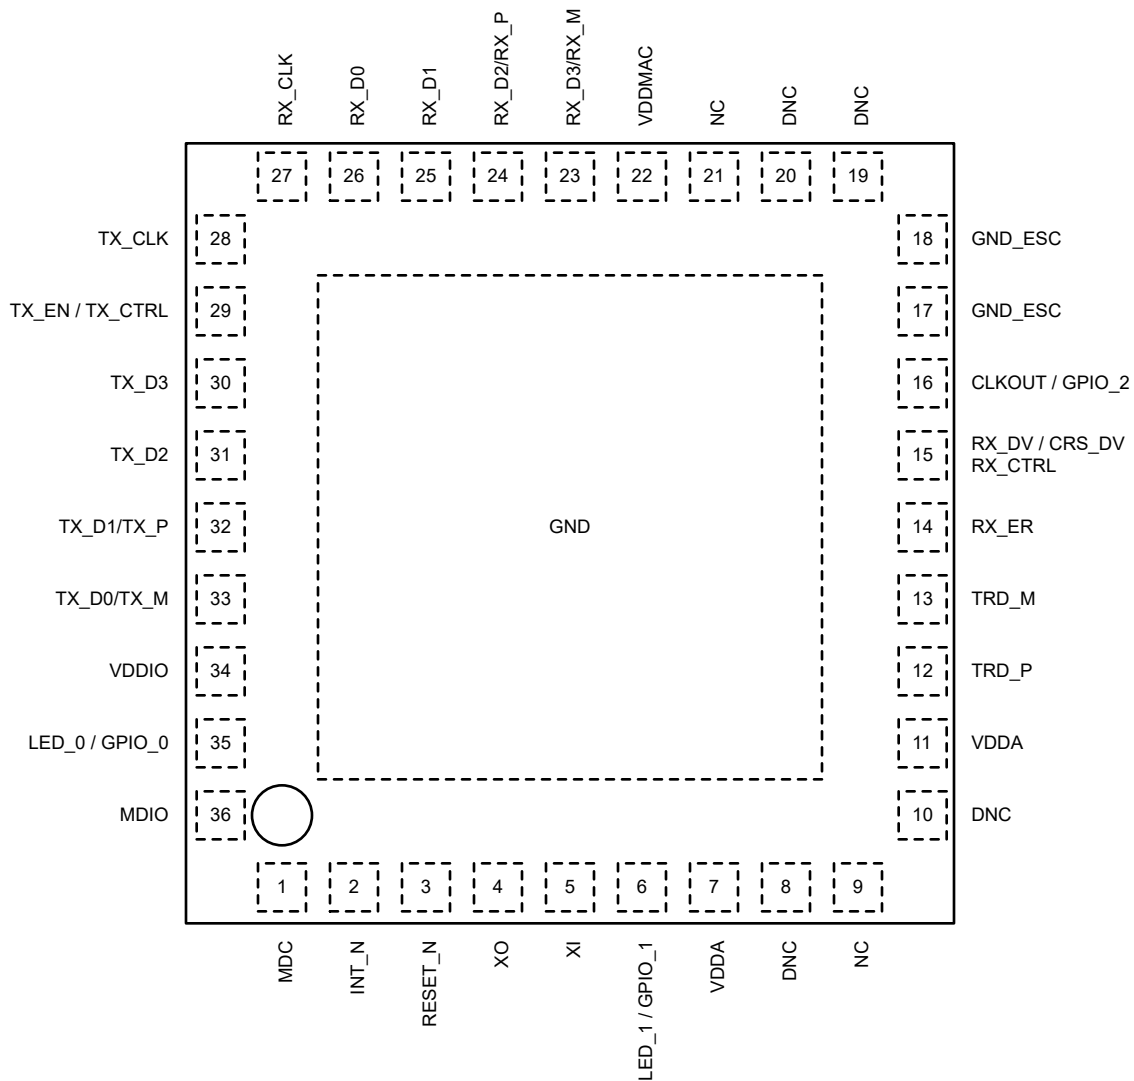 RX_CLK
RX_D0
RX_D1
RX_D2/RX_P
RX_D3/RX_M
VDDMAC
NC
DNC
DNC
27
26
25
24
23
22
21
20
19
TX_CLK
28
18
GND_ESC
TX_EN / TX_CTRL
29
17
GND_ESC
TX_D3
30
16
CLKOUT / GPIO_2
TX_D2
31
15
RX_DV / CRS_DV
RX_CTRL
TX_D1/TX_P
32
GND
14
RX_ER
TX_D0/TX_M
33
13
TRD_M
VDDIO
34
12
TRD_P
LED_0 / GPIO_0
35
11
VDDA
MDIO
36
10
DNC
1
2
3
4
5
6
7
8
9
MDC
INT_N
RESET_N
XO
XI
LED_1 / GPIO_1
VDDA
DNC
NC